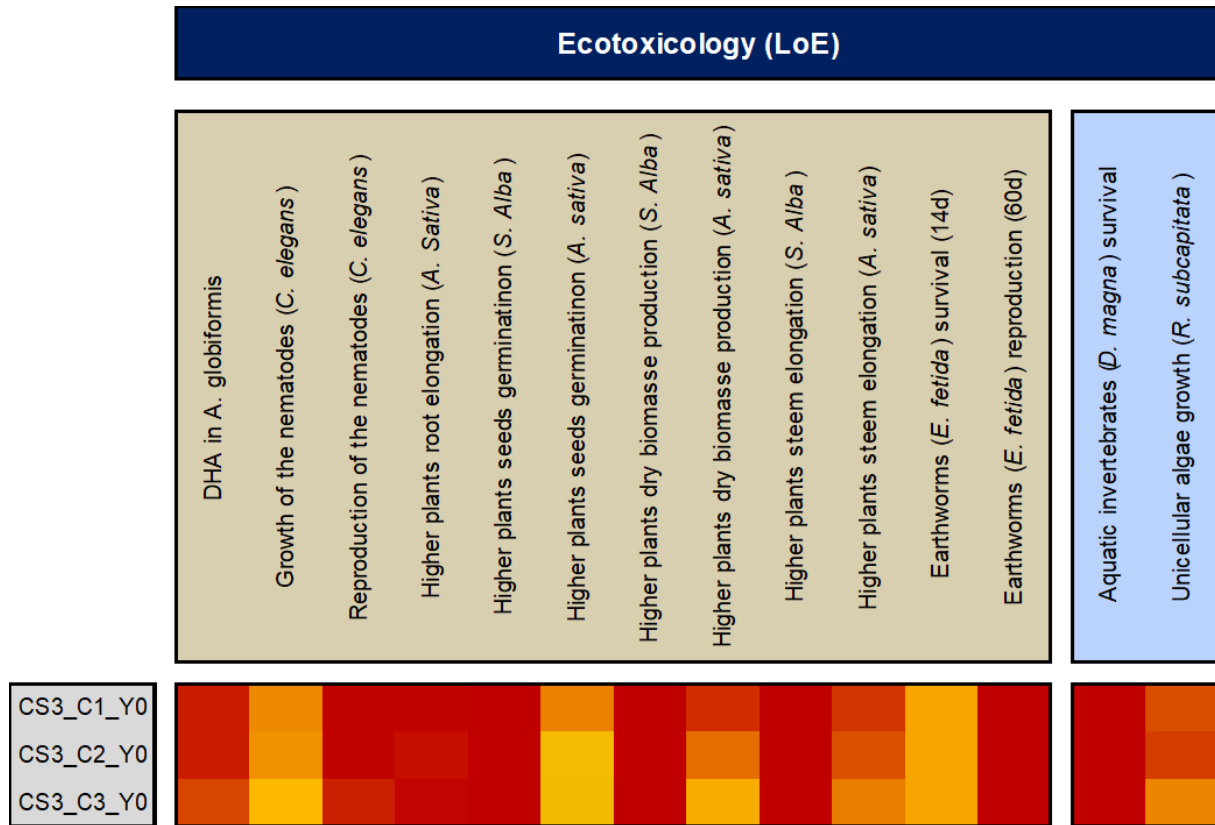 Ecotoxicology (LoE)
DHA in A. globiformis
Growth of the nematodes (C. elegans )
Reproduction of the nematodes (C. elegans )
Higher plants root elongation (A. Sativa)
Higher plants seeds germinatinon (S. Alba )
Higher plants seeds germinatinon (A. sativa)
Higher plants dry biomasse production (S. Alba )
Higher plants dry biomasse production (A. sativa)
Higher plants steem elongation (S. Alba )
Higher plants steem elongation (A. sativa)
Earthworms (E. fetida ) survival (14d)
Earthworms (E. fetida ) reproduction (60d)
Aquatic invertebrates (D. magna ) survival
Unicellular algae growth (R. subcapitata )
CS3_C1_Y0
CS3_C2_Y0
CS3_C3_Y0